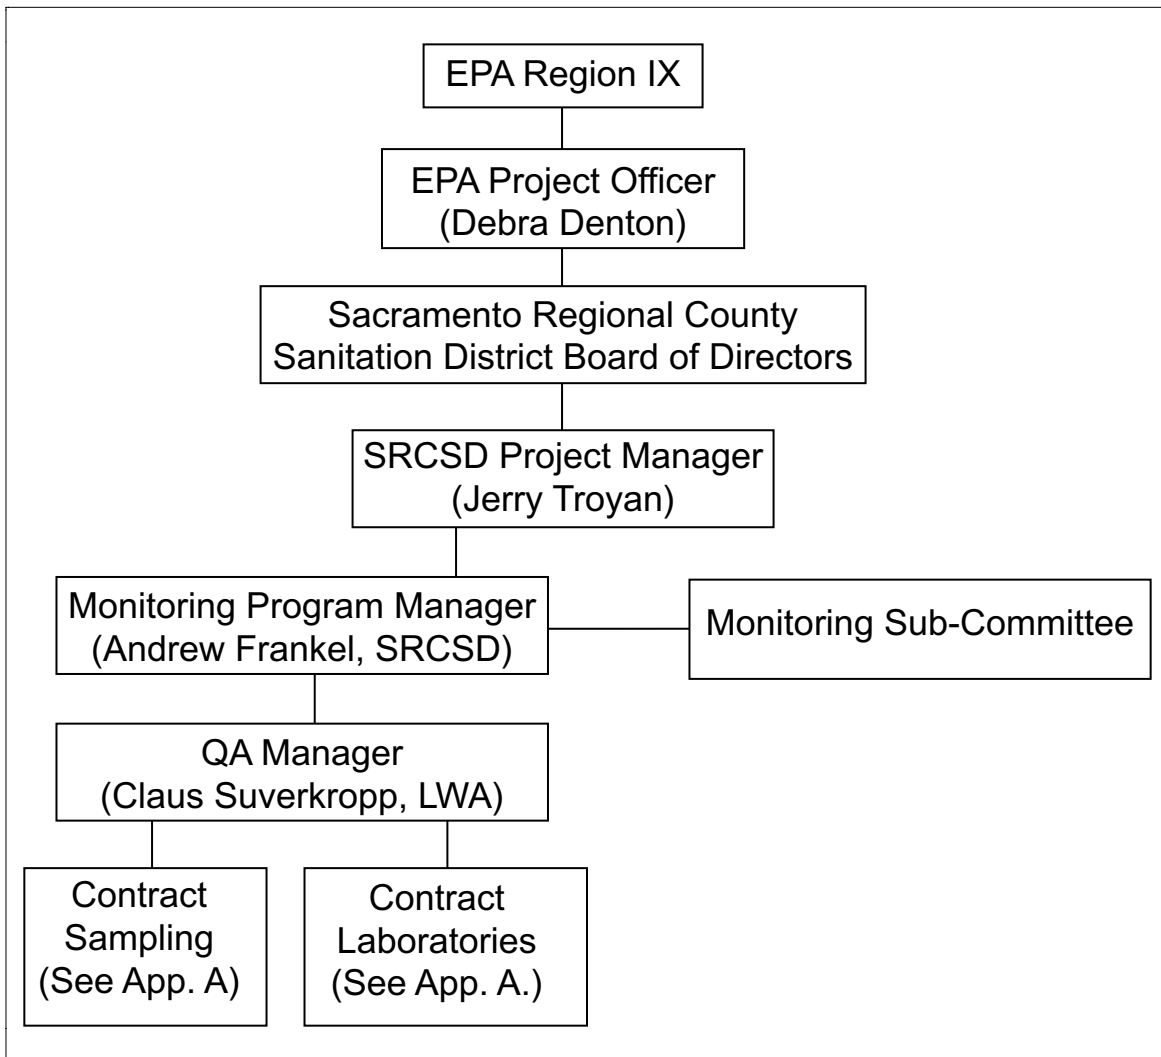 EPA Region IX
EPA Project Officer
(Debra Denton)
Sacramento Regional County
Sanitation District Board of Directors
SRCSD Project Manager
(Jerry Troyan)
Monitoring Program Manager
(Andrew Frankel, SRCSD)
Monitoring Sub-Committee
QA Manager
(Claus Suverkropp, LWA)
Contract
Sampling
(See App. A)
Contract
Laboratories
(See App. A.)